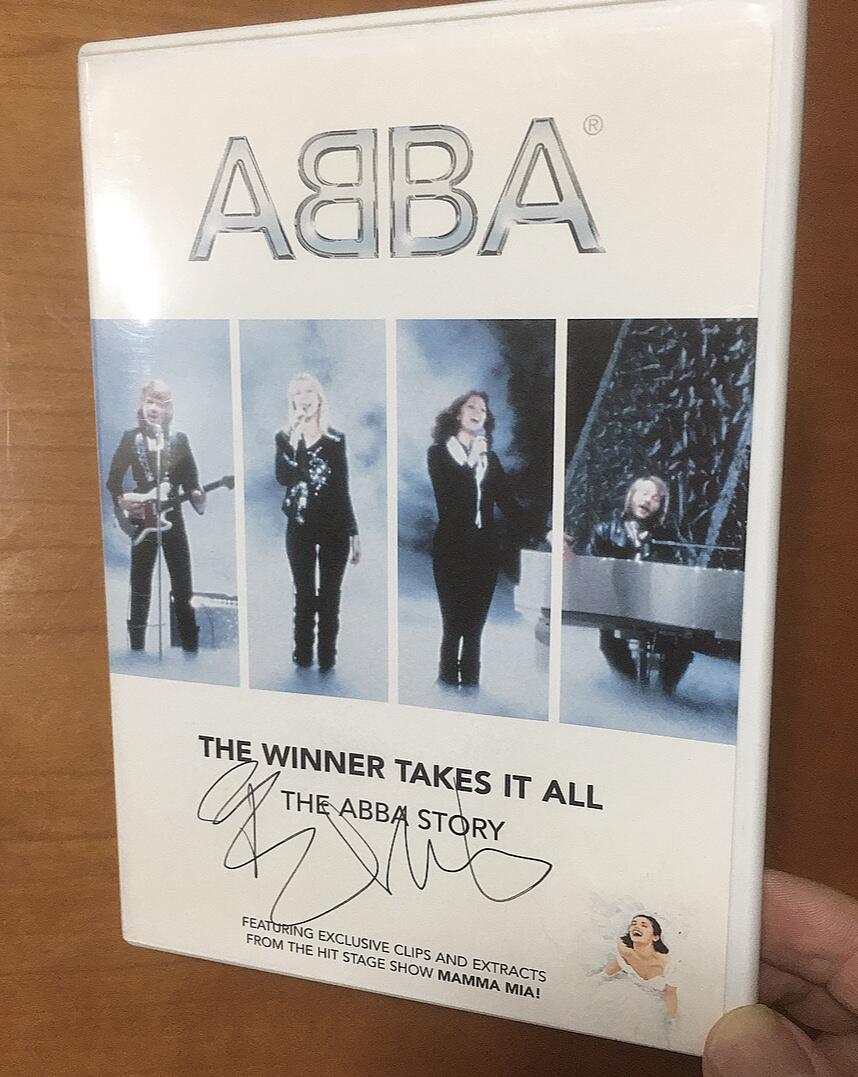 ABBA®
THE WINNER TAKES IT ALL
THE ABBA STORY
FEATURING EXCLUSIVE CLIPS AND EXTRACTS
FROM THE HIT STAGE SHOW MAMMA MIA!